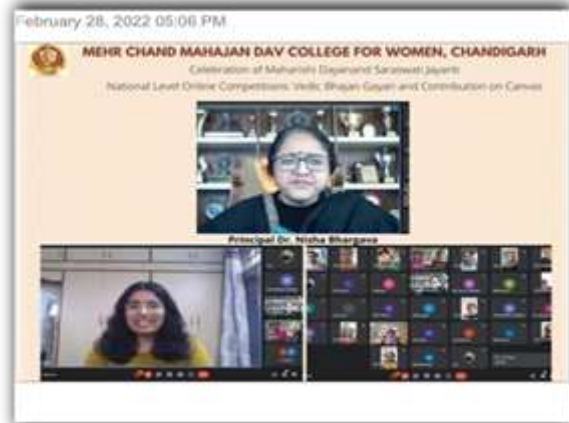 February 28, 2022 05:06 PM
MEHR CHAND MAHAJAN DAV COLLEGE FOR WOMEN, CHANDIGARH
Celebration of Maharishi Dayanand Saraswati Jayanti
National Level Online Competitions: Vedic Bhajan Gayan and Contribution on Canvas
Principal Dr. Nisha Bhargava